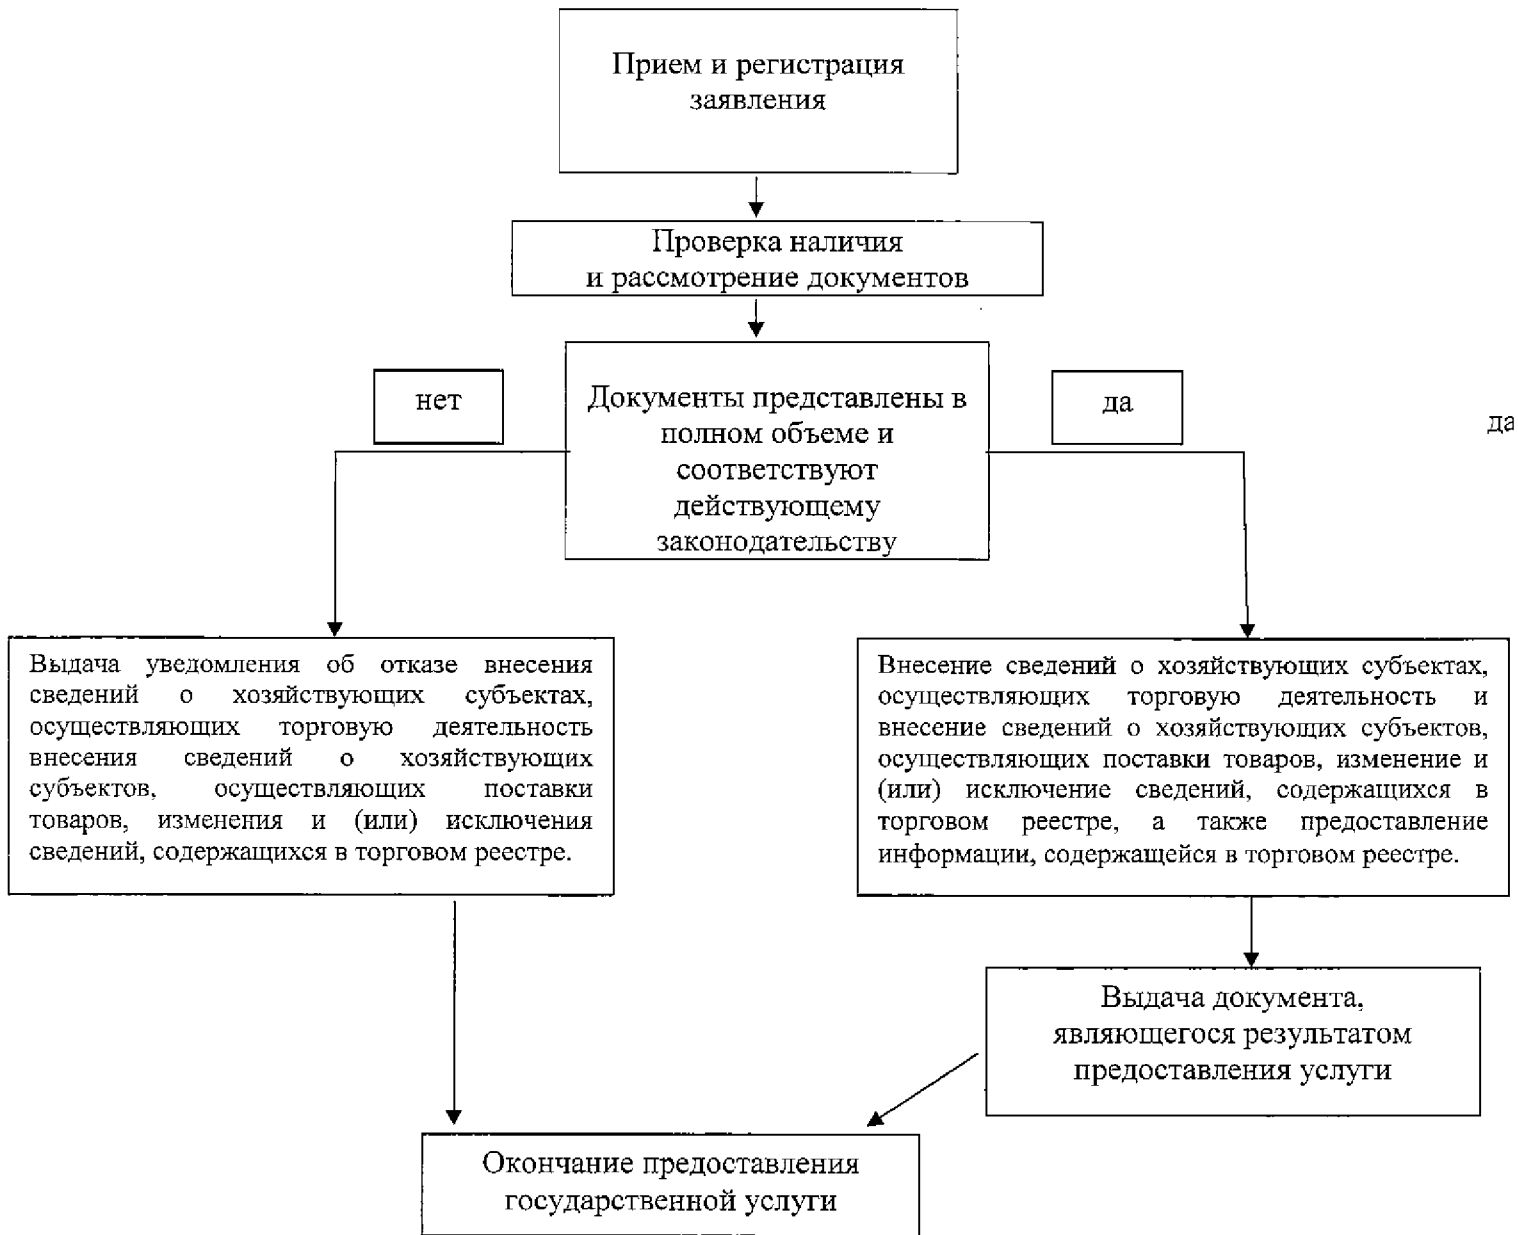 Прием и регистрация
заявления
Проверка наличия
и рассмотрение документов
нет
Документы представлены в
полном объеме и
соответствуют
действующему
законодательству
да
да
Выдача уведомления об отказе внесения
сведений о хозяйствующих субъектах,
осуществляющих торговую деятельность
внесения сведений о хозяйствующих
субъектов, осуществляющих поставки
товаров, изменения и (или) исключения
сведений, содержащихся в торговом реестре.
Внесение сведений о хозяйствующих субъектах,
осуществляющих торговую деятельность и
внесение сведений о хозяйствующих субъектов,
осуществляющих поставки товаров, изменение и
(или) исключение сведений, содержащихся в
торговом реестре, а также предоставление
информации, содержащейся в торговом реестре.
Выдача документа,
являющегося результатом
предоставления услуги
Окончание предоставления
государственной услуги